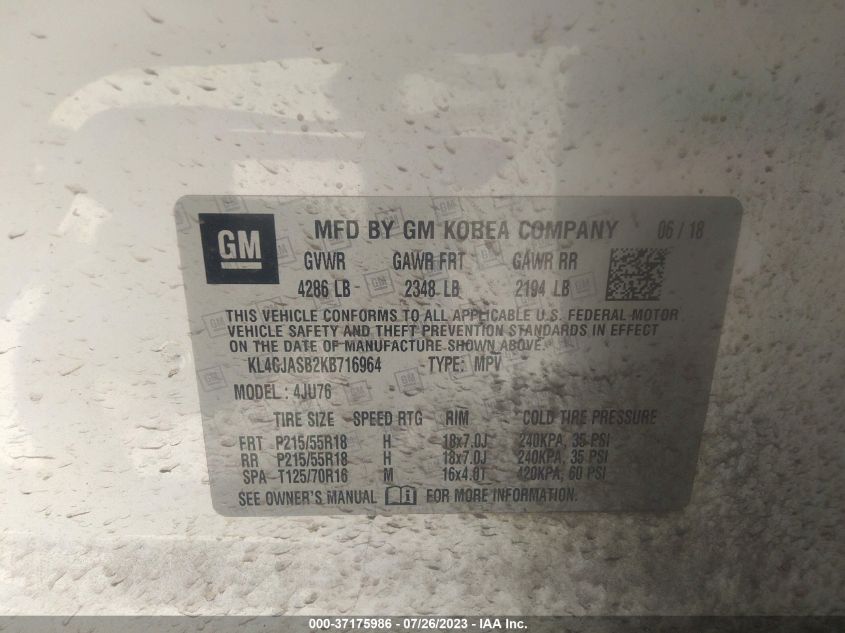 GM MFD BY GM KOREA COMPANY 06 / 18
GVWR GAWR FRT GAWR RR
4286 LB 2348 LB 2194 LB
THIS VEHICLE CONFORMS TO ALL APPLICABLE U.S. FEDERAL MOTOR
VEHICLE SAFETY AND THEFT PREVENTION STANDARDS IN EFFECT
ON THE DATE OF MANUFACTURE SHOWN ABOVE.
KL4CJASB2KB716964 TYPE: MPV
MODEL : 4JU76
TIRE SIZE SPEED RTG RIM COLD TIRE PRESSURE
FRT P215/55R18 H 18x7.0J 240KPA, 35 PSI
RR P215/55R18 H 18x7.0J 240KPA, 35 PSI
SPA T125/70R16 M 16x4.0T 420KPA, 60 PSI
SEE OWNER'S MANUAL FOR MORE INFORMATION.
000-37175986 - 07/26/2023 - IAA Inc.